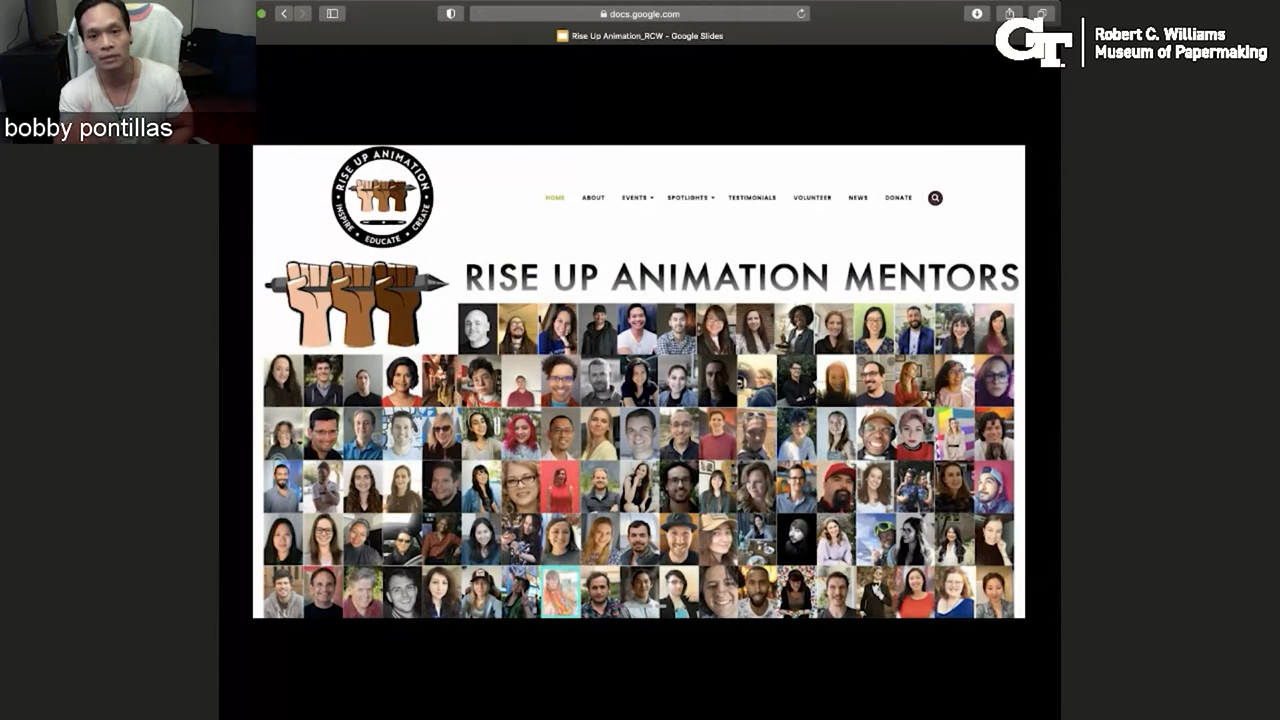 docs.google.com
Rise Up Animation_RCW – Google Slides
GT
Robert C. Williams
Museum of Papermaking
bobby pontillas
RISE UP ANIMATION
INSPIRE • EDUCATE • CREATE
HOME ABOUT EVENTS SPOTLIGHTS TESTIMONIALS VOLUNTEER NEWS DONATE
RISE UP ANIMATION MENTORS